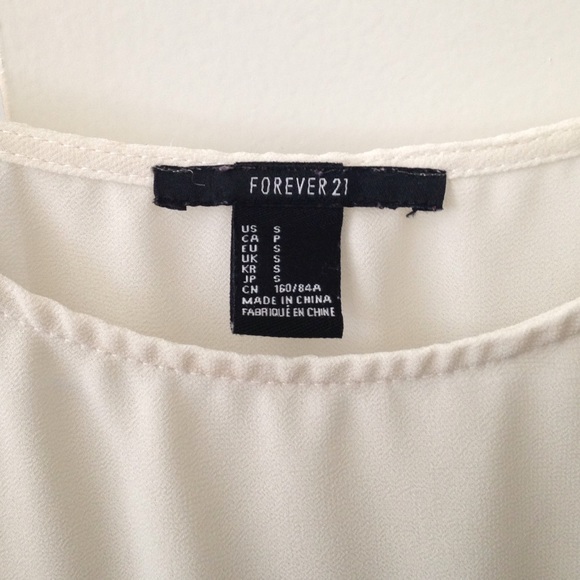 FOREVER 21
US S
CA P
EU S
UK S
KR S
JP S
CN 160/84A
MADE IN CHINA
FABRIQUÉ EN CHINE